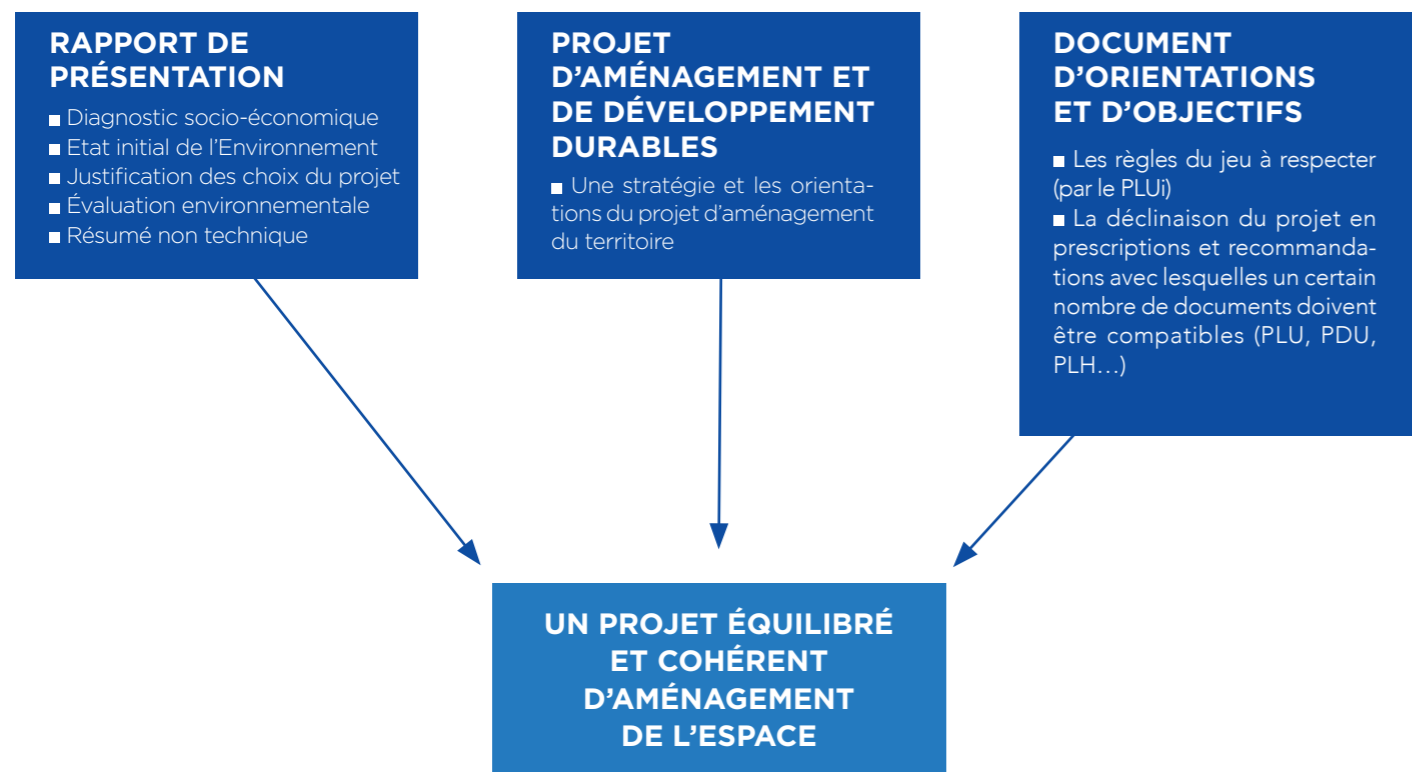 RAPPORT DE
PRÉSENTATION
■ Diagnostic socio-économique
■ Etat initial de l'Environnement
■ Justification des choix du projet
■ Évaluation environnementale
■ Résumé non technique
PROJET
D'AMÉNAGEMENT ET
DE DÉVELOPPEMENT
DURABLES
■ Une stratégie et les orienta-
tions du projet d'aménagement
du territoire
DOCUMENT
D'ORIENTATIONS
ET D'OBJECTIFS
■ Les règles du jeu à respecter
(par le PLUi)
■ La déclinaison du projet en
prescriptions et recommanda-
tions avec lesquelles un certain
nombre de documents doivent
être compatibles (PLU, PDU,
PLH…)
UN PROJET ÉQUILIBRÉ
ET COHÉRENT
D'AMÉNAGEMENT
DE L'ESPACE